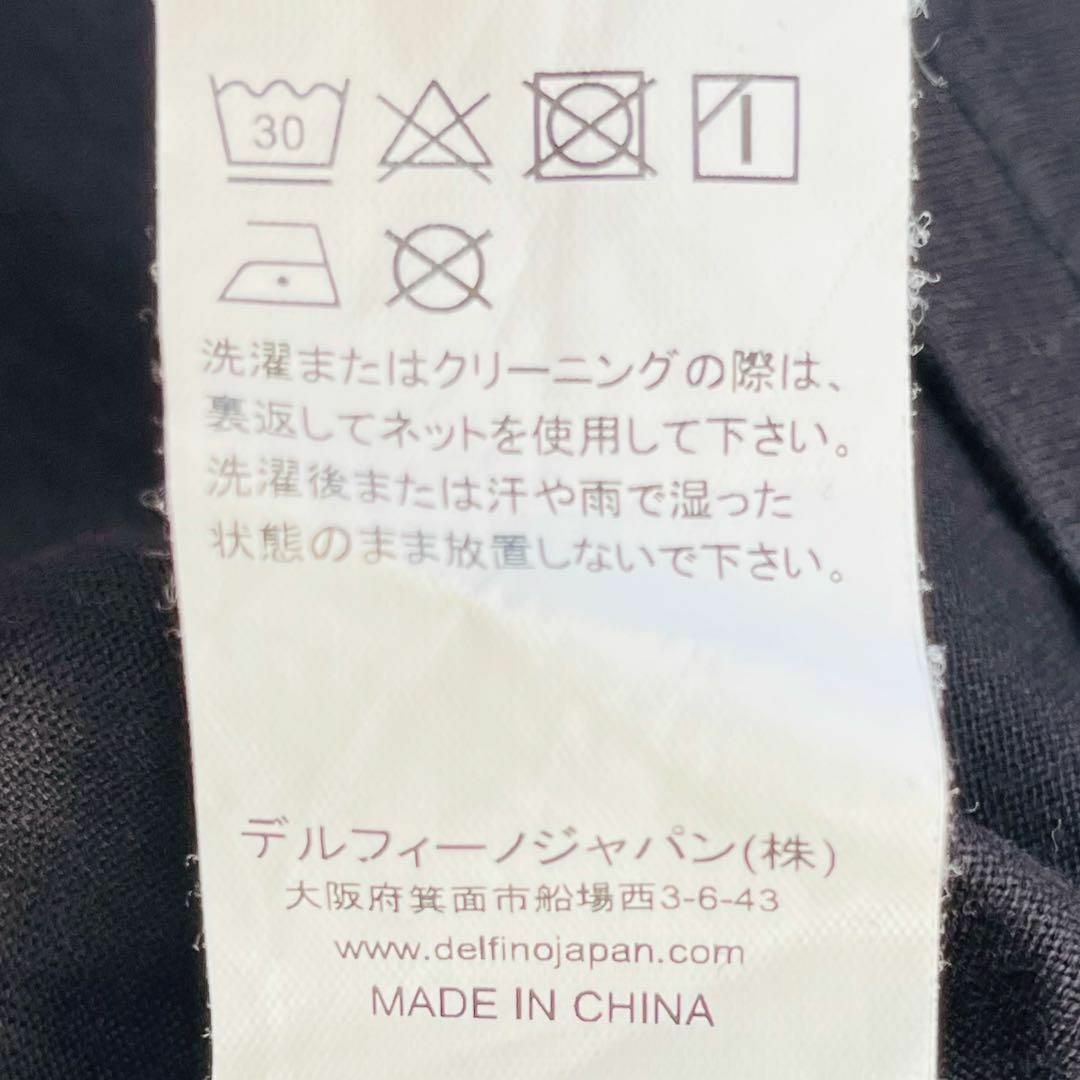 30
洗濯またはクリーニングの際は、
裏返してネットを使用して下さい。
洗濯後または汗や雨で湿った
状態のまま放置しないで下さい。
デルフィーノジャパン(株)
大阪府箕面市船場西3-6-43
www.delfinojapan.com
MADE IN CHINA